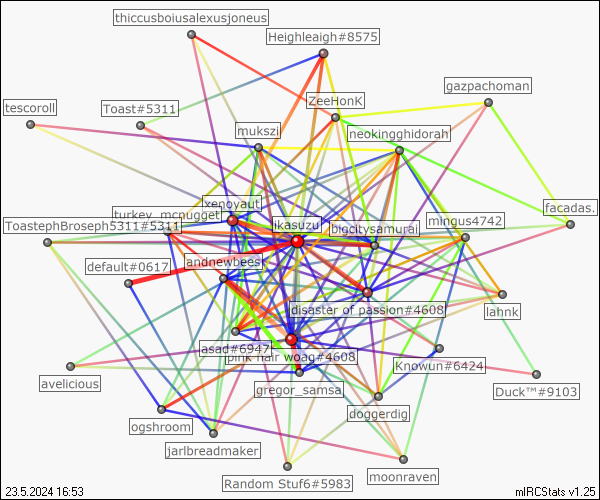 thiccusboiusalexusjoneus
Heighleaigh#8575
gazpachoman
ZeeHonK
tescoroll
Toast#5311
mukszi
neokingghidorah
xenoyaut
facadas.
turkey_mcnugget
ikasuzu
bigcitysamurai
mingus4742
ToastephBroseph5311#5311
default#0617
andnewbeesr
disaster of passion#4608
lahnk
asad#6947
pink hair woag#4608
Knowun#6424
avelicious
gregor_samsa
Duck™#9103
doggerdig
ogshroom
jarlbreadmaker
moonraven
Random Stuf6#5983
23.5.2024 16:53
mIRCStats v1.25